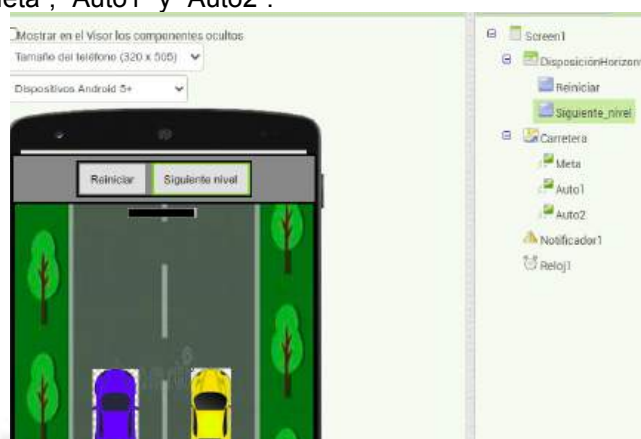 "Auto1" y "Auto2".
Mostrar en el Visor los componentes ocultos
Tamaño del teléfono (320 x 505)
Dispositivos Android 5+
Reiniciar
Siguiente nivel
Screen1
DisposiciónHorizont
Reiniciar
Siguiente_nivel
Carretera
Meta
Auto1
Auto2
Notificador1
Reloj1